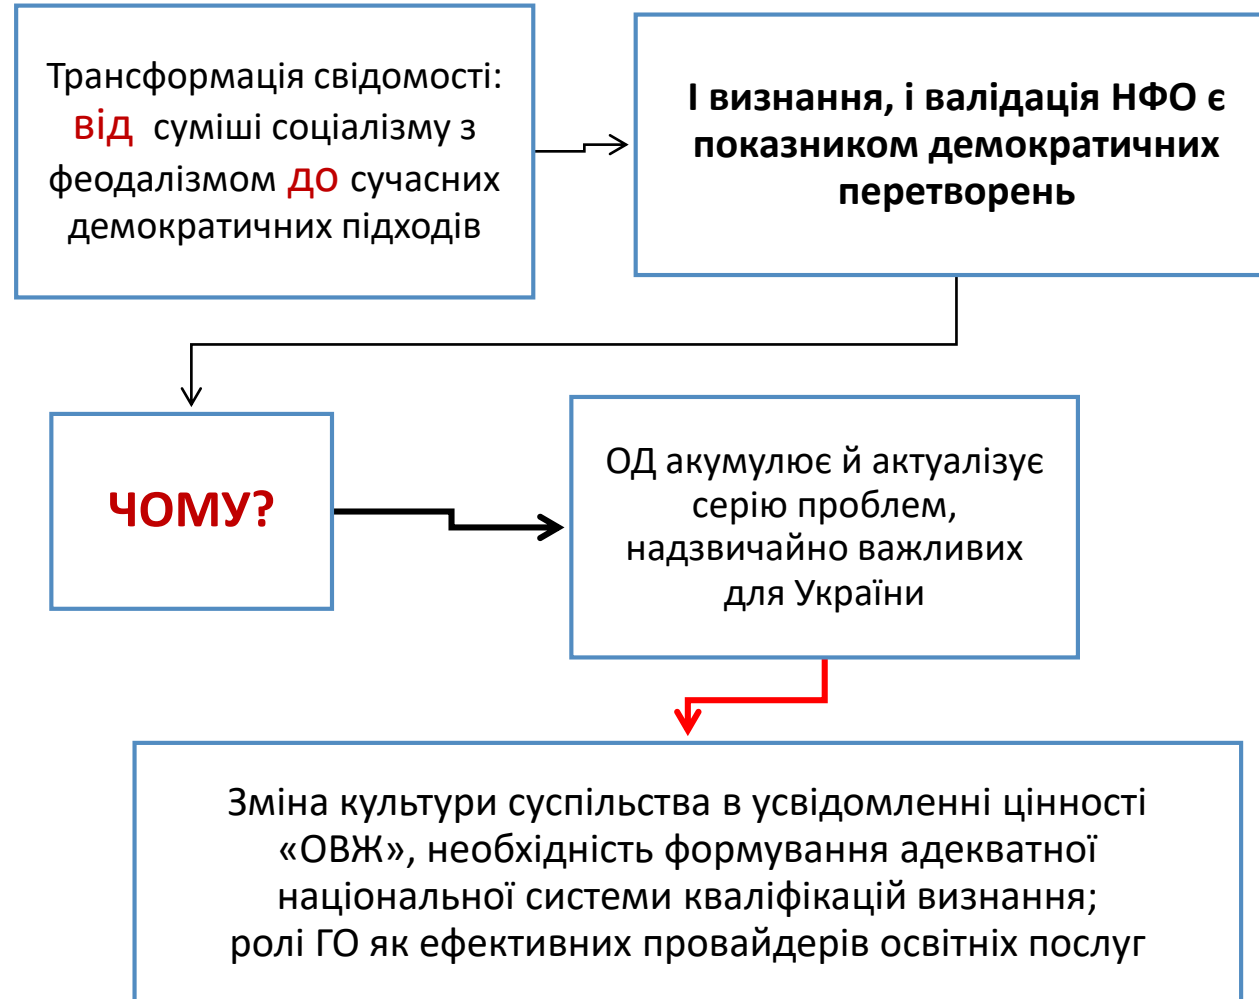 Трансформація свідомості:
від суміші соціалізму з
феодалізмом до сучасних
демократичних підходів
І визнання, і валідація НФО є
показником демократичних
перетворень
ЧОМУ?
ОД акумулює й актуалізує
серію проблем,
надзвичайно важливих
для України
Зміна культури суспільства в усвідомленні цінності
«ОВЖ», необхідність формування адекватної
національної системи кваліфікацій визнання;
ролі ГО як ефективних провайдерів освітніх послуг